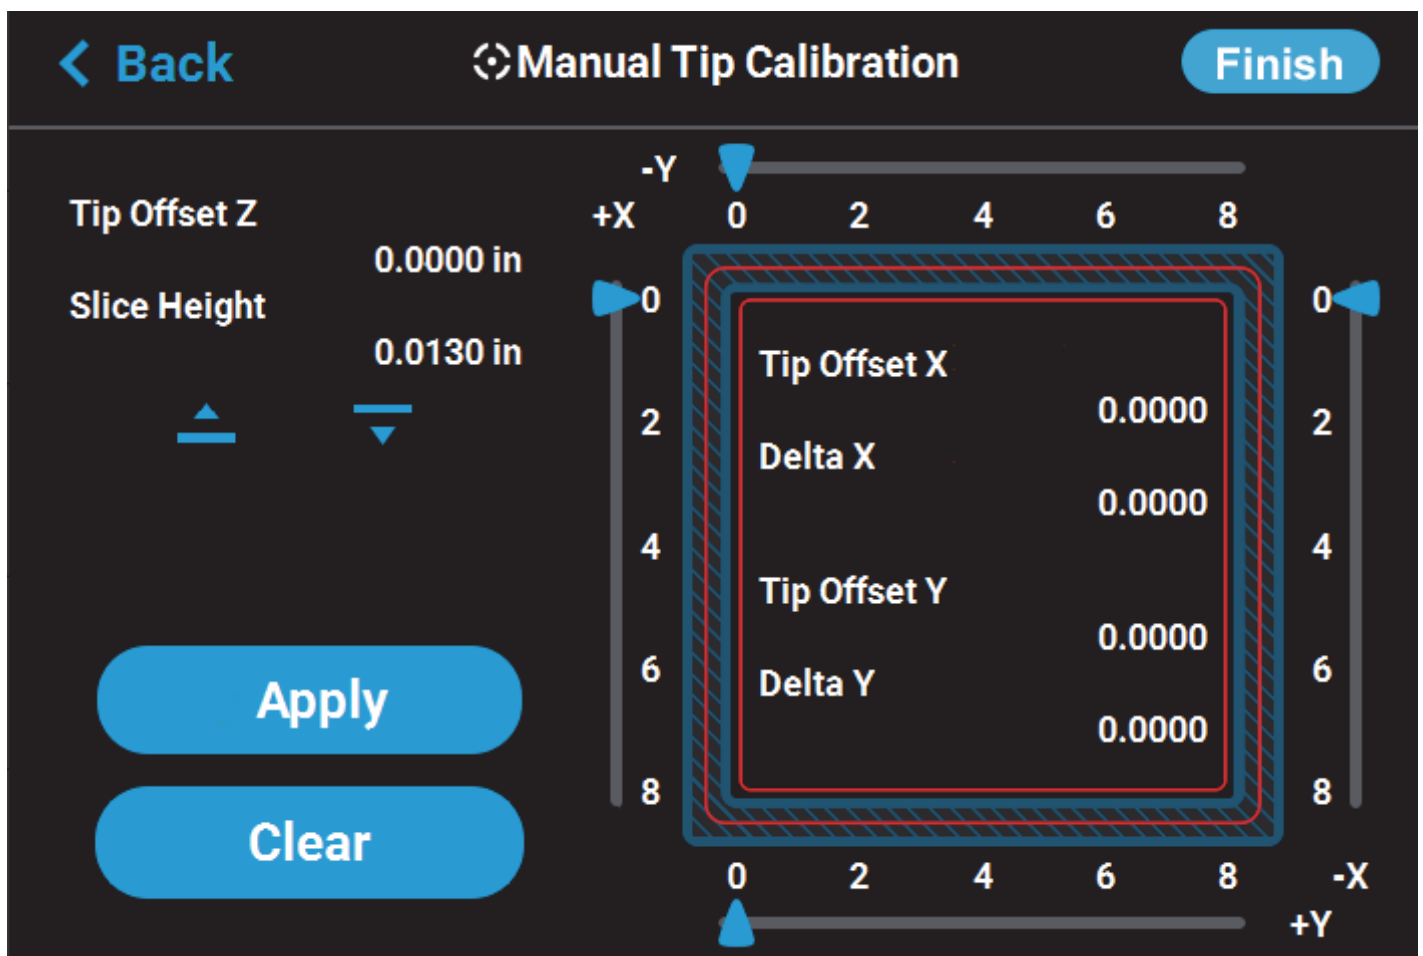 Back
Manual Tip Calibration
Finish
-Y
+X
0 2 4 6 8
Tip Offset Z
0.0000 in
Slice Height
0.0130 in
0
2
4
6
8
Tip Offset X
0.0000
Delta X
0.0000
Tip Offset Y
0.0000
Delta Y
0.0000
0
2
4
6
8
Apply
Clear
0 2 4 6 8
-X
+Y